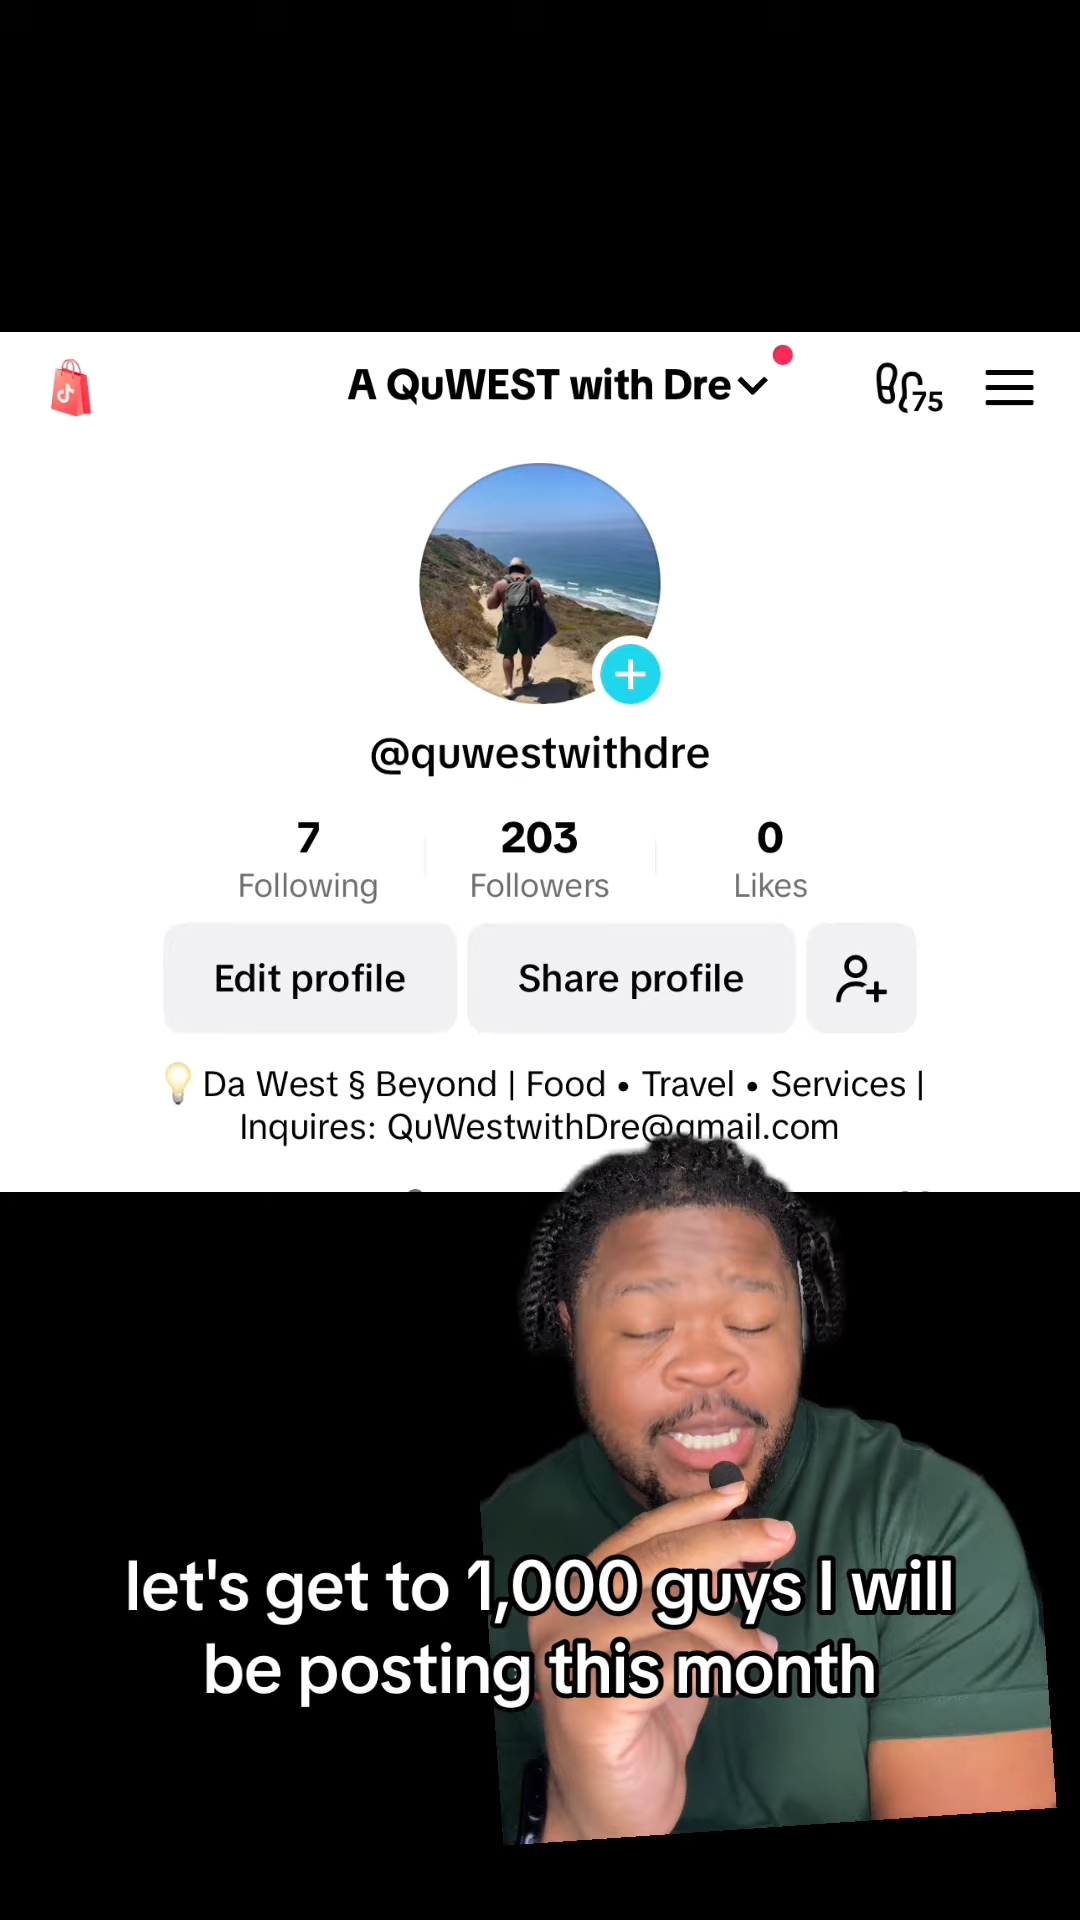 A QuWEST with Dre
75
@quwestwithdre
7 203 0
Following Followers Likes
Edit profile Share profile
Da West § Beyond | Food • Travel • Services |
Inquires: QuWestwithDre@gmail.com
let's get to 1,000 guys I will
be posting this month